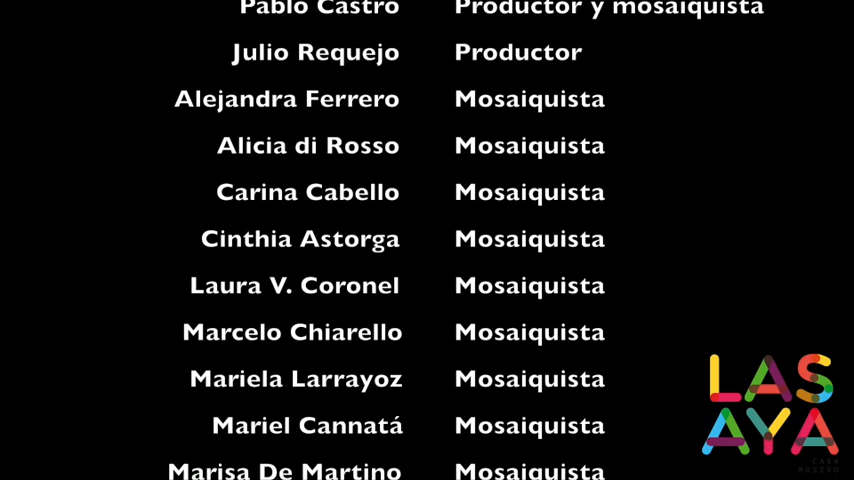 Pablo Castro Productor y mosaiquista
Julio Requejo Productor
Alejandra Ferrero Mosaiquista
Alicia di Rosso Mosaiquista
Carina Cabello Mosaiquista
Cinthia Astorga Mosaiquista
Laura V. Coronel Mosaiquista
Marcelo Chiarello Mosaiquista
Mariela Larrayoz Mosaiquista
Mariel Cannatá Mosaiquista
Marisa De Martino Mosaiquista
LAS
AYA
CASA
MUSIVO